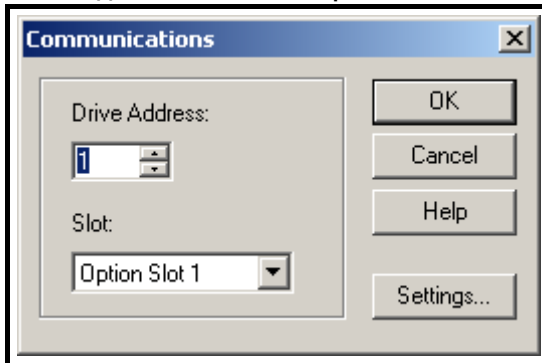 Communications
Drive Address:
1
Slot:
Option Slot 1
OK
Cancel
Help
Settings...